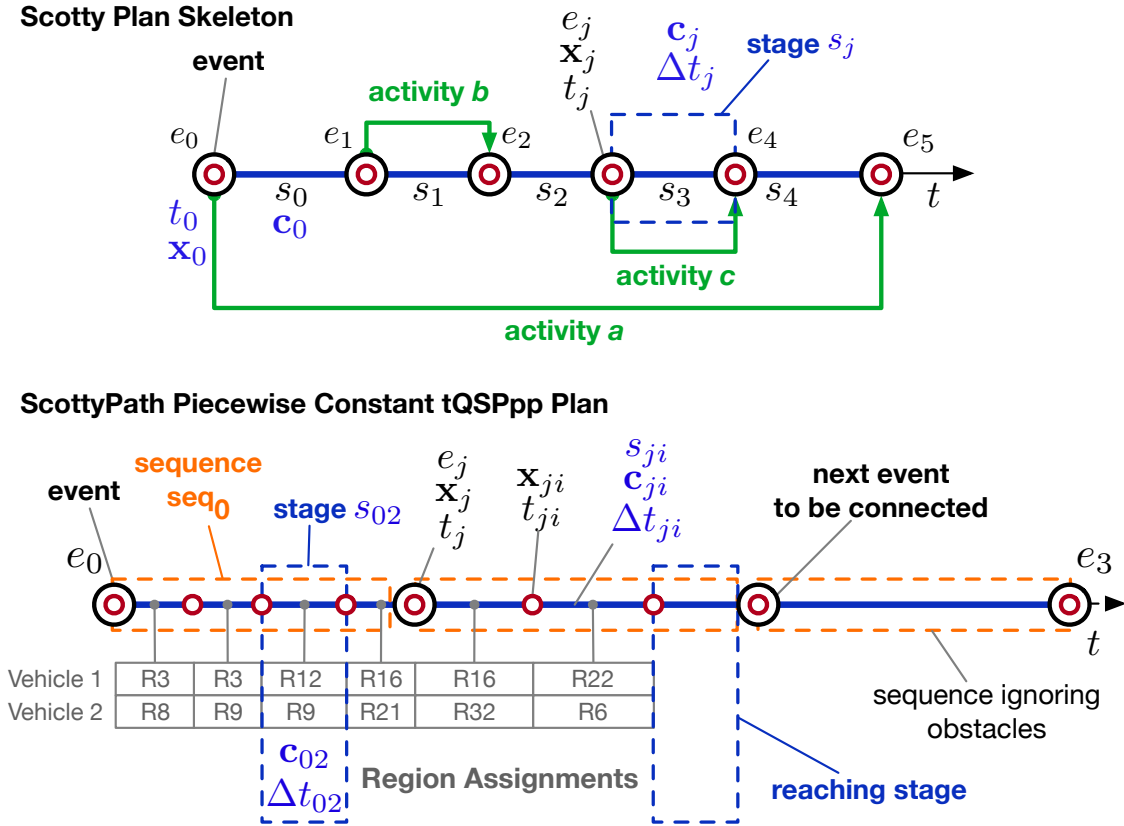 Scotty Plan Skeleton
event
e_j
x_j
t_j
c_j
Δt_j
stage s_j
activity b
e_0
e_1
e_2
e_4
e_5
s_0
s_1
s_2
s_3
s_4
t
t_0
x_0
c_0
activity c
activity a
ScottyPath Piecewise Constant tQSPpp Plan
event
sequence
seq_0
stage s_02
e_j
x_j
t_j
x_ji
t_ji
s_ji
c_ji
Δt_ji
next event
to be connected
e_0
e_3
t
Vehicle 1 R3 R3 R12 R16 R16 R22
Vehicle 2 R8 R9 R9 R21 R32 R6
c_02
Δt_02
Region Assignments
reaching stage
sequence ignoring
obstacles